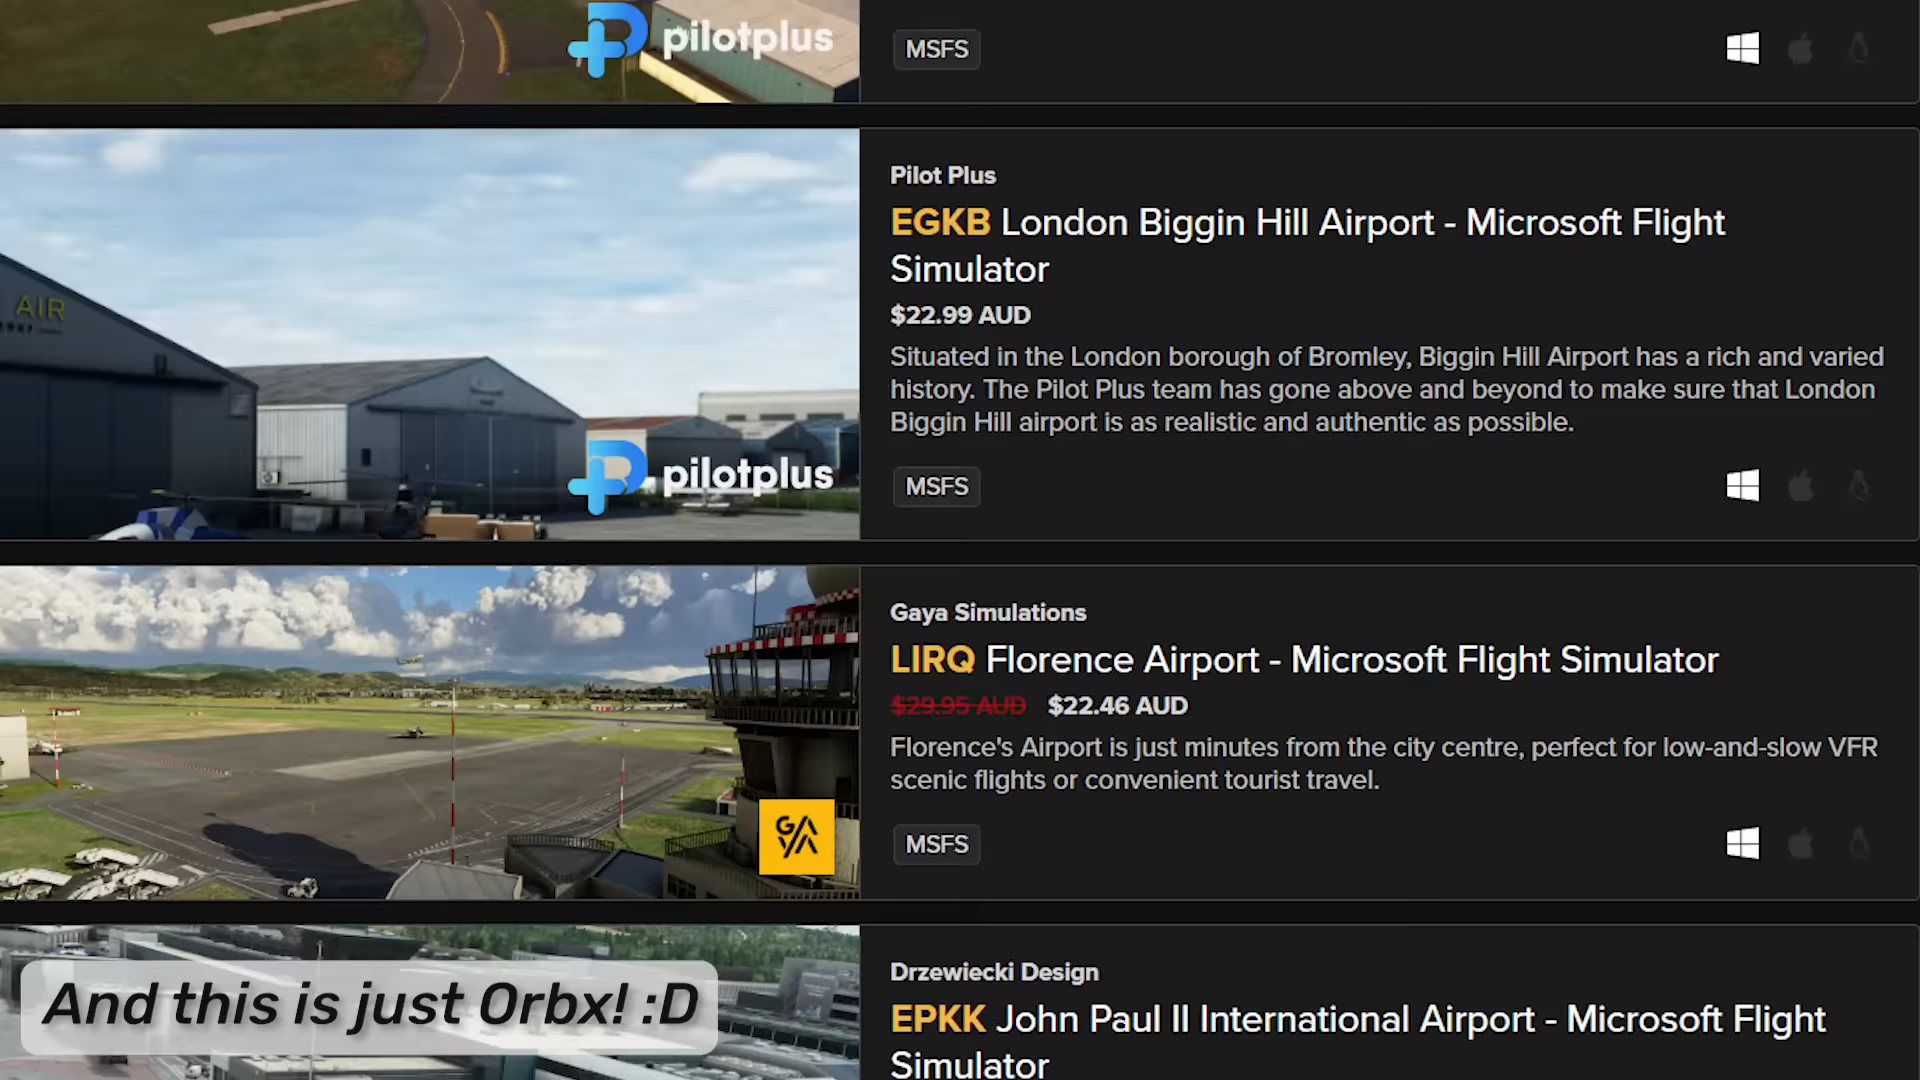 pilotplus
MSFS
AIR
Pilot Plus
EGKB London Biggin Hill Airport - Microsoft Flight
Simulator
$22.99 AUD
Situated in the London borough of Bromley, Biggin Hill Airport has a rich and varied
history. The Pilot Plus team has gone above and beyond to make sure that London
Biggin Hill airport is as realistic and authentic as possible.
pilotplus
MSFS
Gaya Simulations
LIRQ Florence Airport - Microsoft Flight Simulator
$29.95 AUD $22.46 AUD
Florence's Airport is just minutes from the city centre, perfect for low-and-slow VFR
scenic flights or convenient tourist travel.
GAYA
MSFS
And this is just Orbx! :D
Drzewiecki Design
EPKK John Paul II International Airport - Microsoft Flight
Simulator